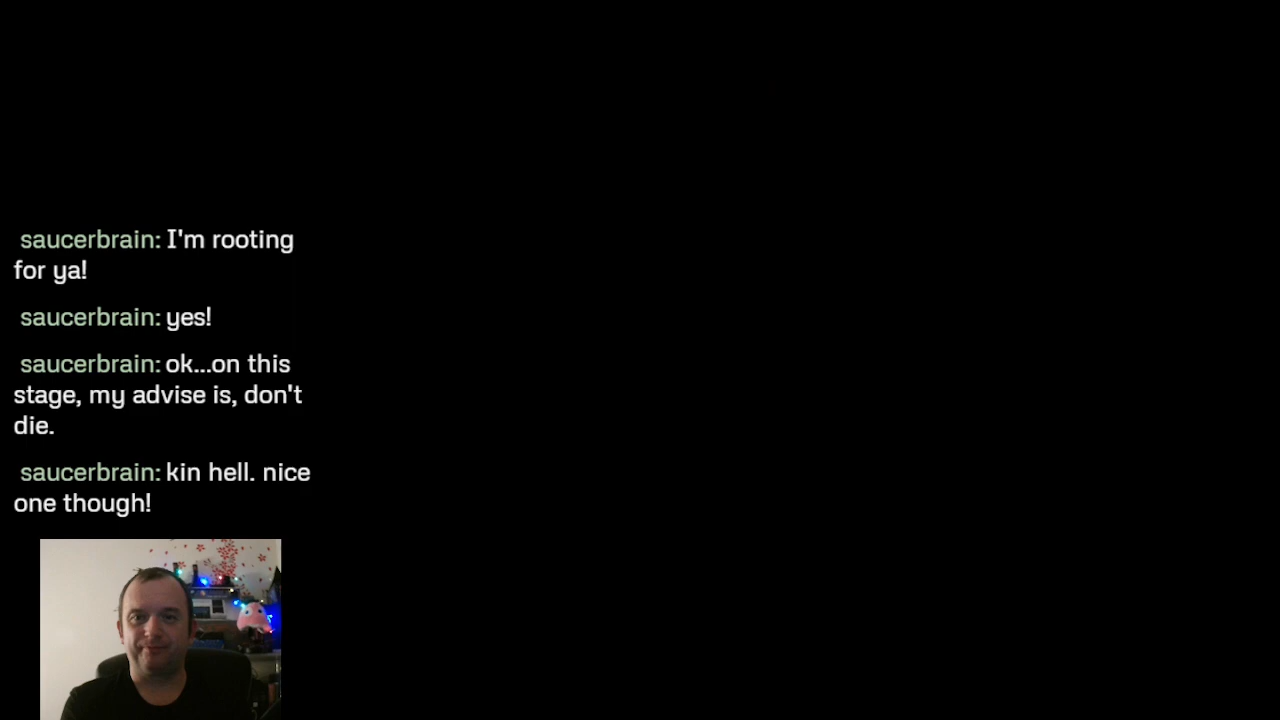 saucerbrain: I'm rooting
for ya!
saucerbrain: yes!
saucerbrain: ok...on this
stage, my advise is, don't
die.
saucerbrain: kin hell. nice
one though!